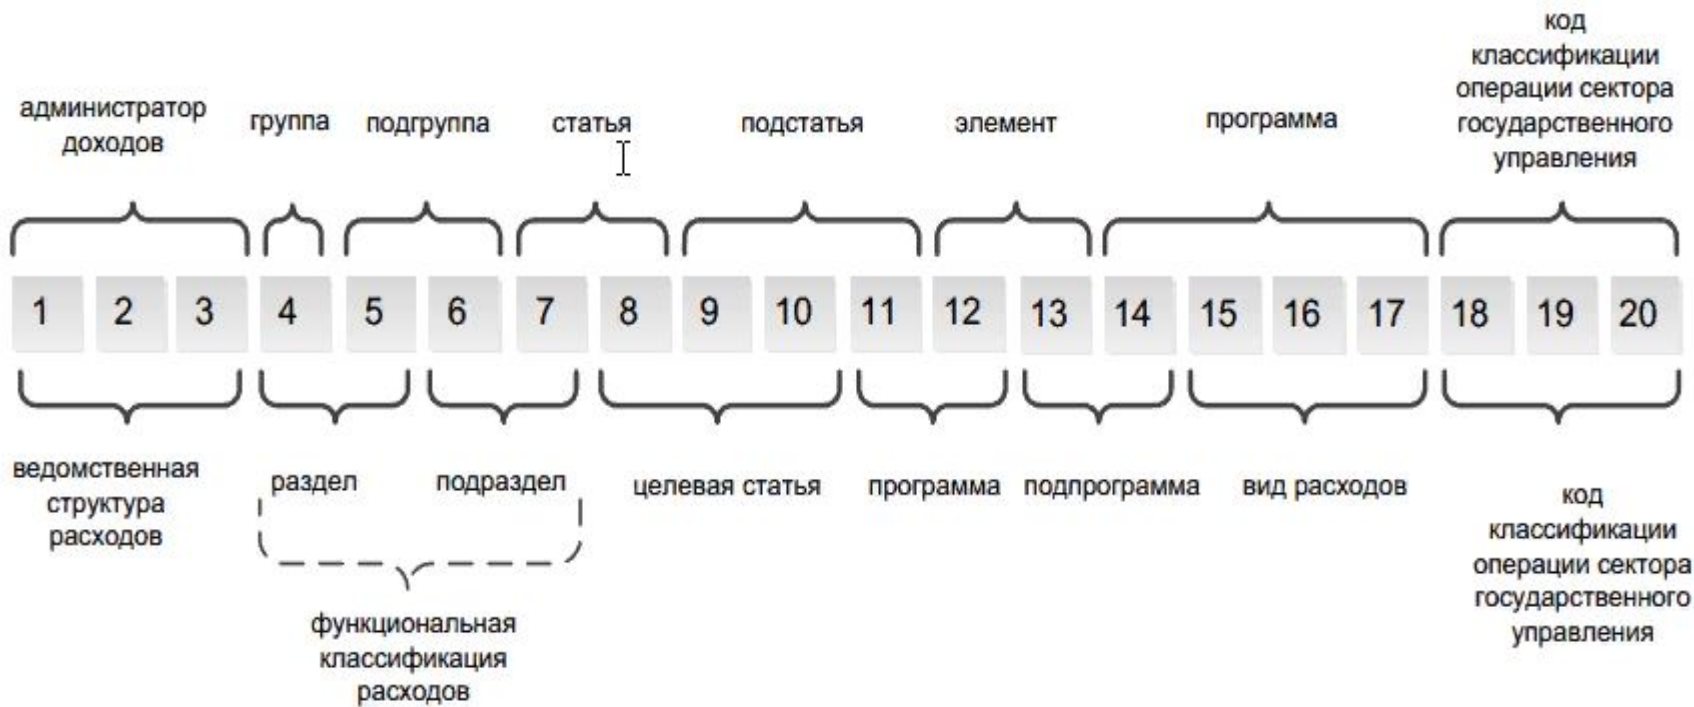 код
классификации
операции сектора
государственного
управления
администратор
доходов
группа
подгруппа
статья
подстатья
элемент
программа
1 2 3 4 5 6 7 8 9 10 11 12 13 14 15 16 17 18 19 20
ведомственная
структура
расходов
раздел
подраздел
целевая статья
программа
подпрограмма
вид расходов
код
классификации
операции сектора
государственного
управления
функциональная
классификация
расходов